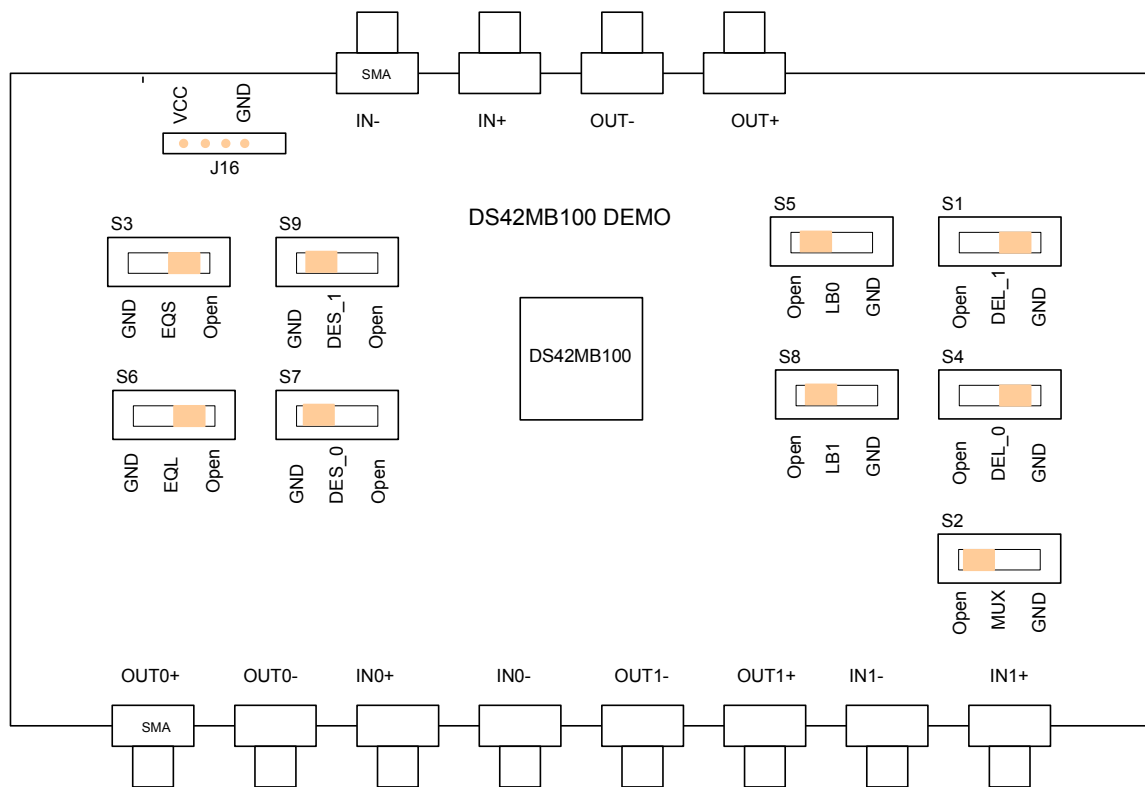 SMA
IN-
IN+
OUT-
OUT+
VCC
GND
J16
DS42MB100 DEMO
S3
GND
EQS
Open
S9
GND
DES_1
Open
S5
Open
LB0
GND
S1
Open
DEL_1
GND
DS42MB100
S6
GND
EQL
Open
S7
GND
DES_0
Open
S8
Open
LB1
GND
S4
Open
DEL_0
GND
S2
Open
MUX
GND
OUT0+
OUT0-
IN0+
IN0-
OUT1-
OUT1+
IN1-
IN1+
SMA